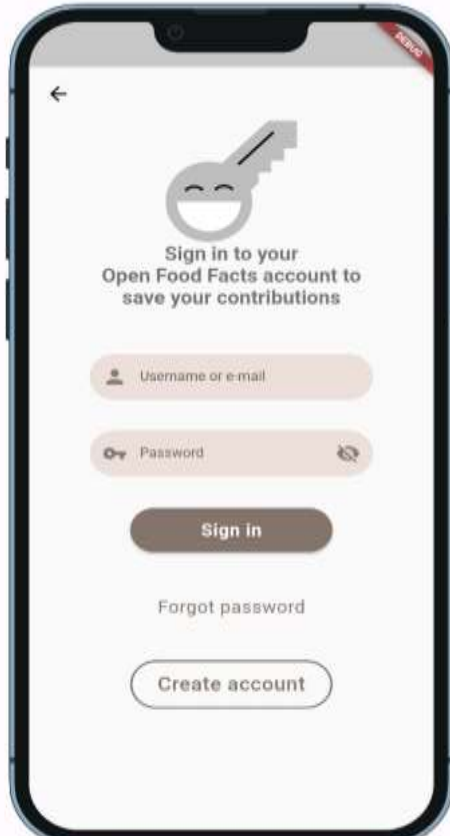 DEBUG
Sign in to your
Open Food Facts account to
save your contributions
Username or e-mail
Password
Sign in
Forgot password
Create account